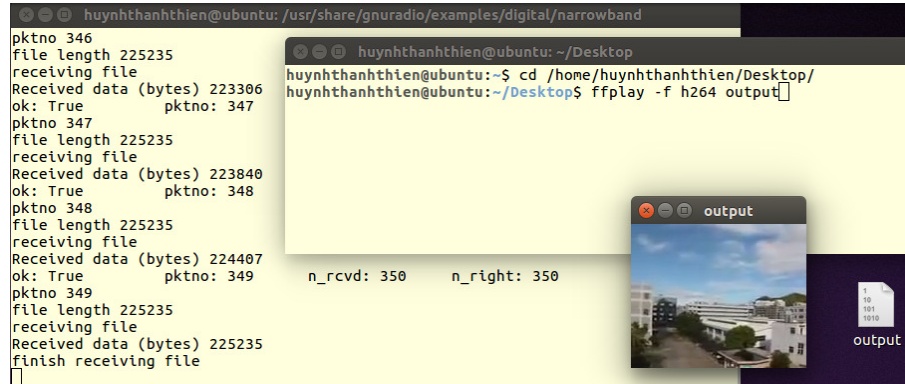 huynhthanhthien@ubuntu: /usr/share/gnuradio/examples/digital/narrowband
pktno 346
file length 225235
receiving file
Received data (bytes) 223306
ok: True pktno: 347
pktno 347
file length 225235
receiving file
Received data (bytes) 223840
ok: True pktno: 348
pktno 348
file length 225235
receiving file
Received data (bytes) 224407
ok: True pktno: 349 n_rcvd: 350 n_right: 350
pktno 349
file length 225235
receiving file
Received data (bytes) 225235
finish receiving file
huynhthanhthien@ubuntu: ~/Desktop
huynhthanhthien@ubuntu:~$ cd /home/huynhthanhthien/Desktop/
huynhthanhthien@ubuntu:~/Desktop$ ffplay -f h264 output
output
1
10
101
1010
output